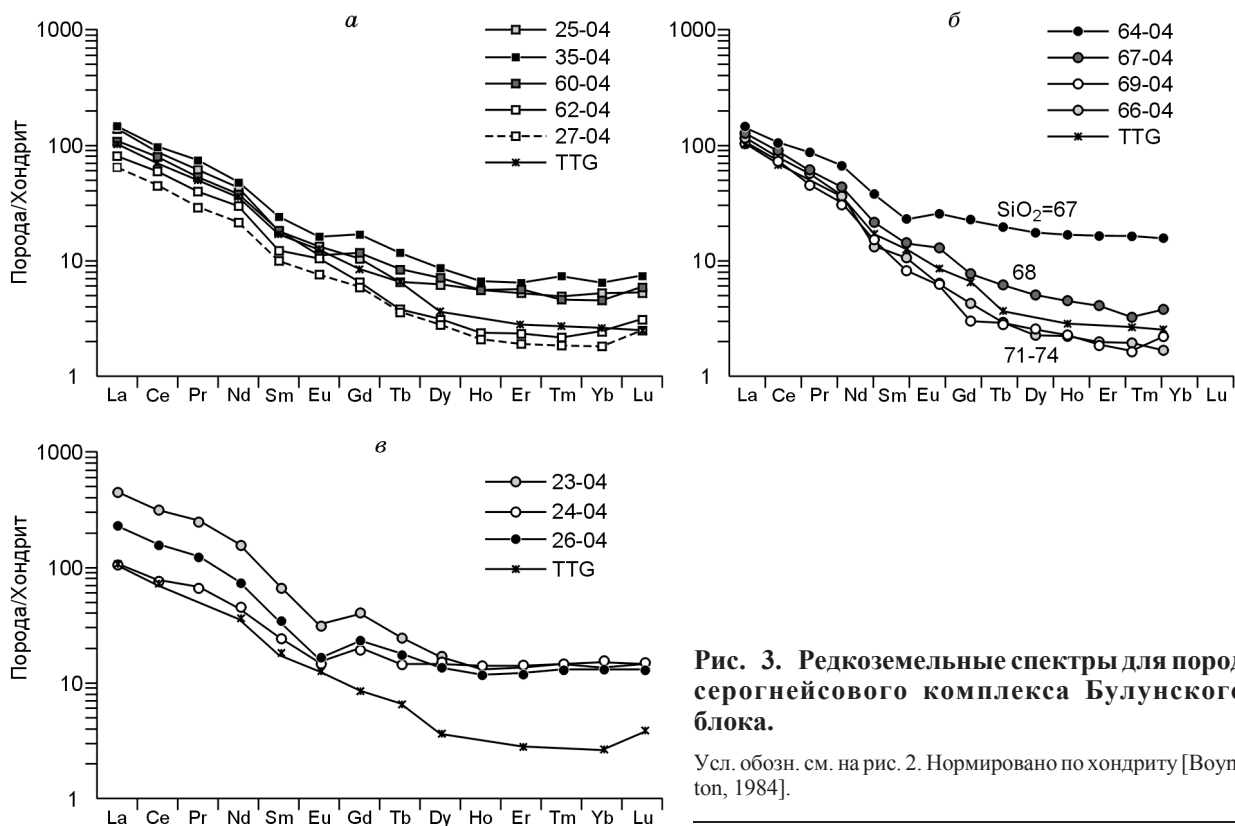 а
1000
100
10
1
Порода/Хондрит
25-04
35-04
60-04
62-04
27-04
TTG
La Ce Pr Nd Sm Eu Gd Tb Dy Ho Er Tm Yb Lu
б
1000
100
10
1
64-04
67-04
69-04
66-04
TTG
SiO₂=67
68
71-74
La Ce Pr Nd Sm Eu Gd Tb Dy Ho Er Tm Yb Lu
в
1000
100
10
1
Порода/Хондрит
23-04
24-04
26-04
TTG
La Ce Pr Nd Sm Eu Gd Tb Dy Ho Er Tm Yb Lu
Рис. 3. Редкоземельные спектры для пород
серогнейсового комплекса Булунского
блока.
Усл. обозн. см. на рис. 2. Нормировано по хондриту [Boyn
ton, 1984].